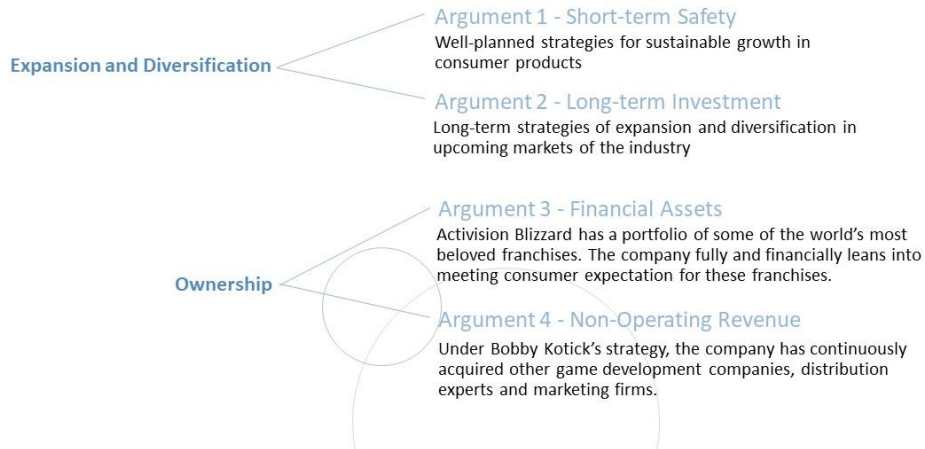 Argument 1 - Short-term Safety
Well-planned strategies for sustainable growth in
consumer products
Expansion and Diversification
Argument 2 - Long-term Investment
Long-term strategies of expansion and diversification in
upcoming markets of the industry
Argument 3 - Financial Assets
Activision Blizzard has a portfolio of some of the world’s most
beloved franchises. The company fully and financially leans into
meeting consumer expectation for these franchises.
Ownership
Argument 4 - Non-Operating Revenue
Under Bobby Kotick’s strategy, the company has continuously
acquired other game development companies, distribution
experts and marketing firms.